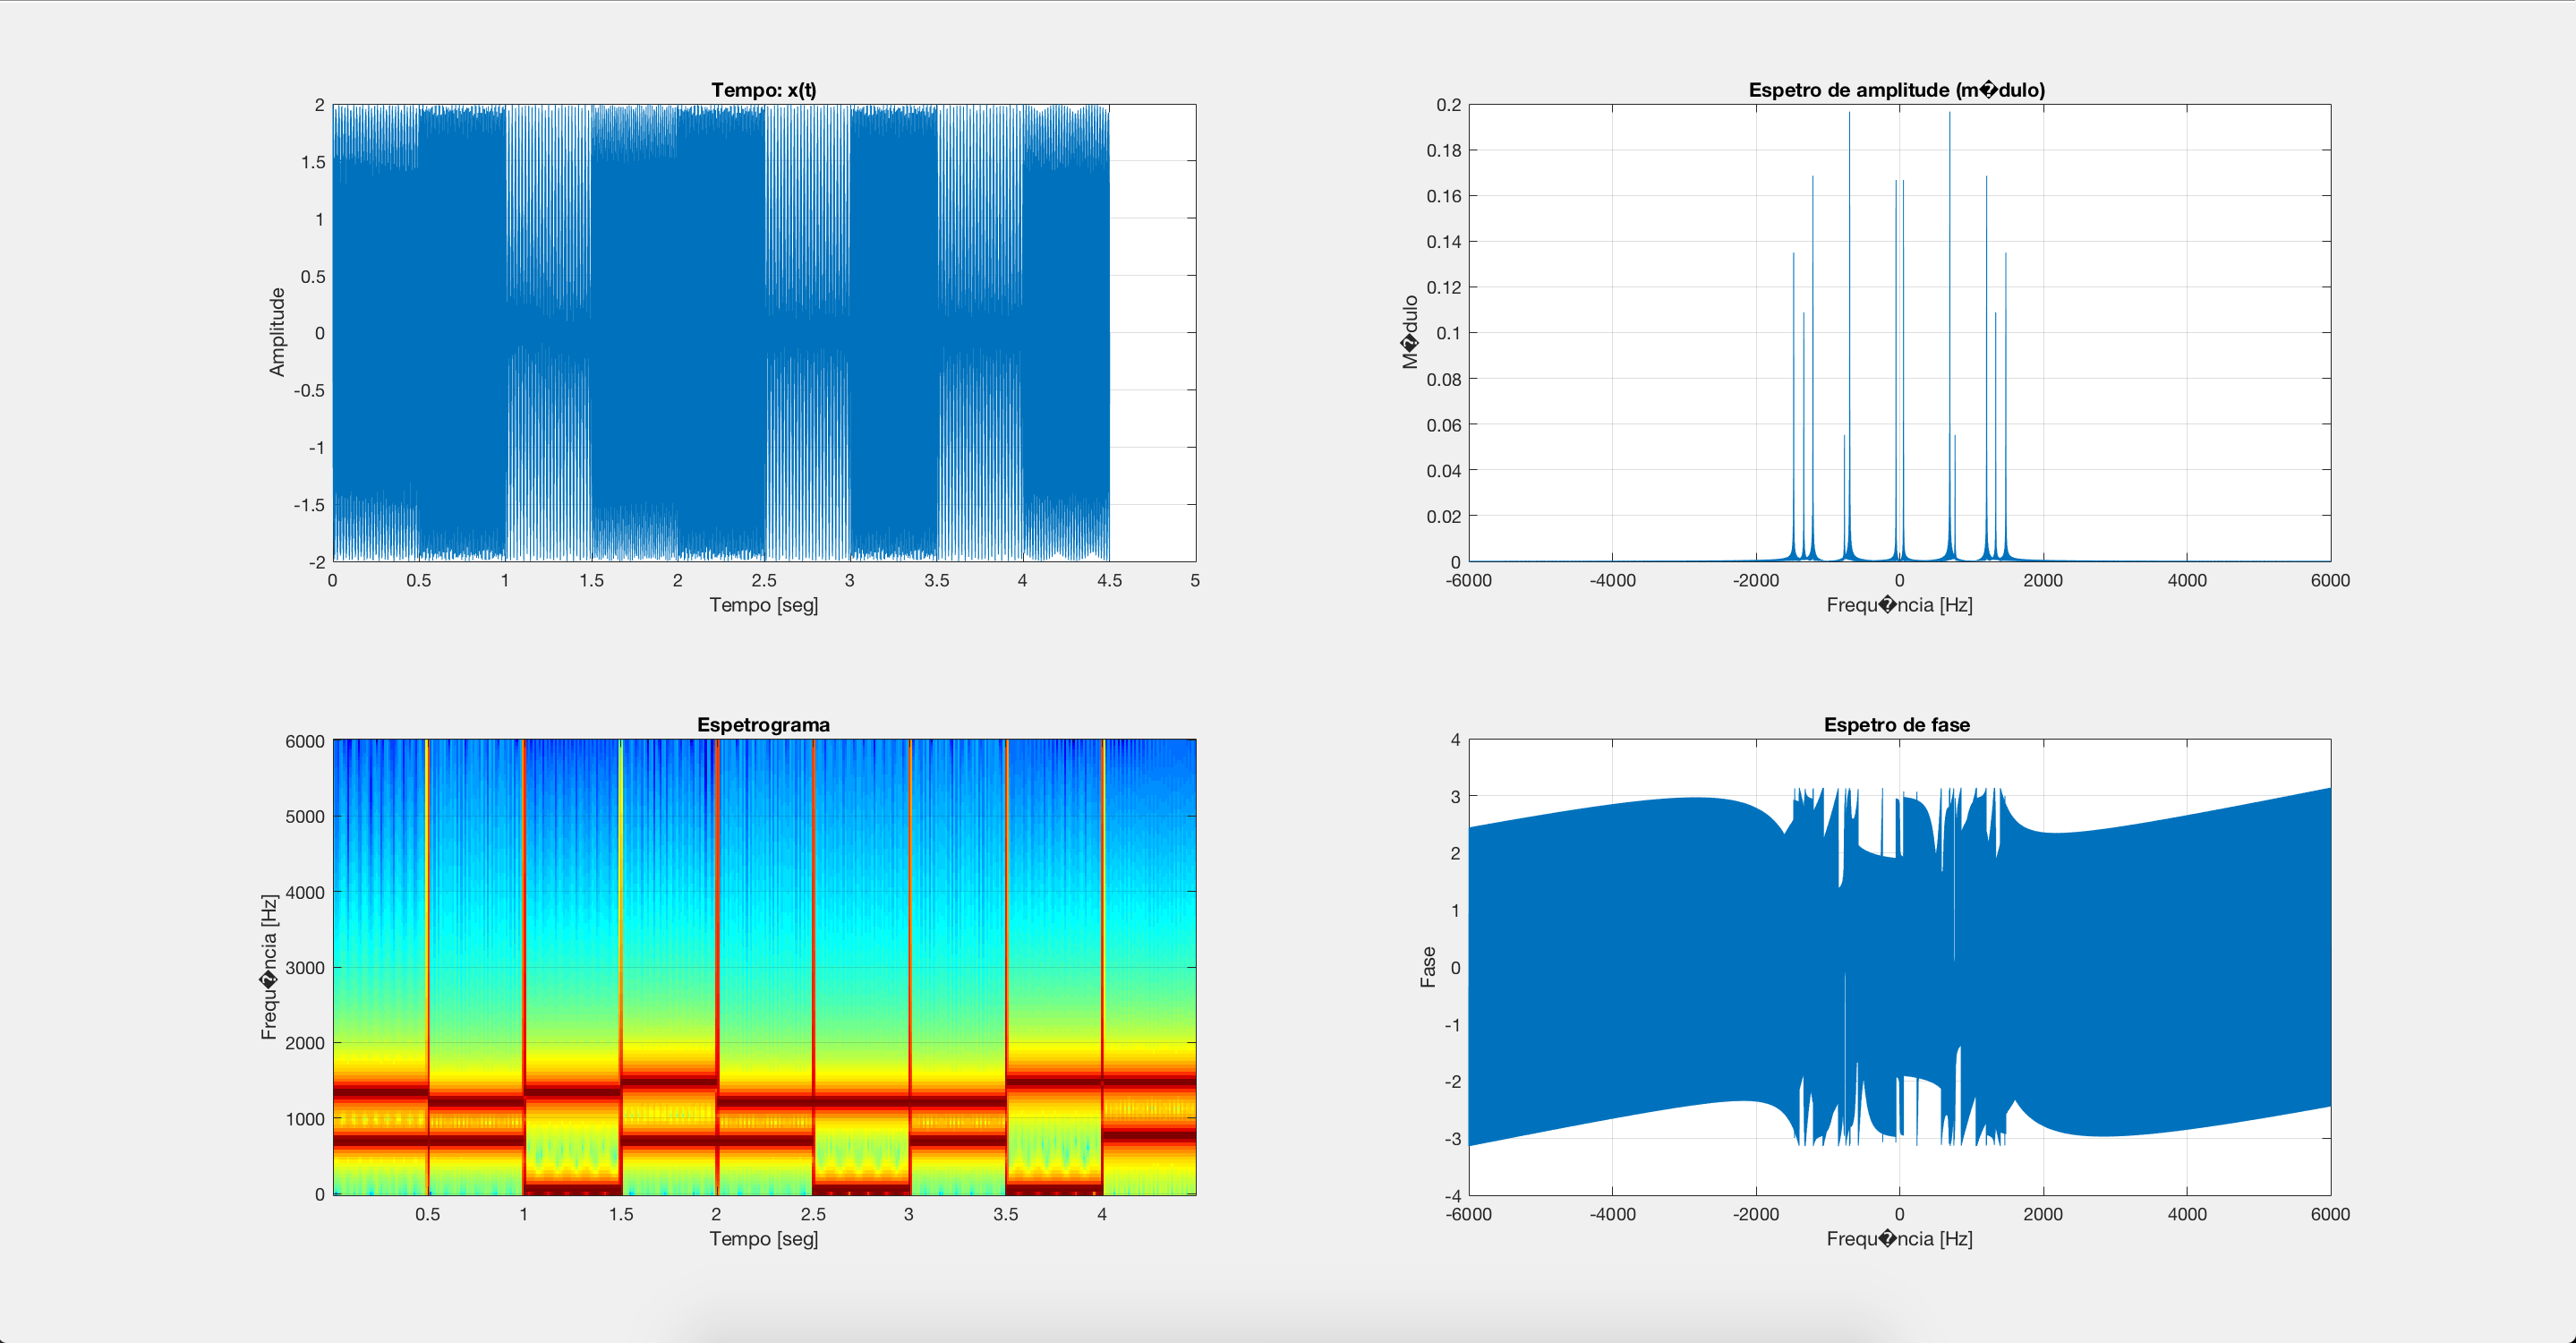 Tempo: x(t)
2
1.5
1
0.5
0
-0.5
-1
-1.5
-2
Amplitude
0 0.5 1 1.5 2 2.5 3 3.5 4 4.5 5
Tempo [seg]
Espetro de amplitude (m�dulo)
0.2
0.18
0.16
0.14
0.12
0.1
0.08
0.06
0.04
0.02
0
M�dulo
-6000 -4000 -2000 0 2000 4000 6000
Frequ�ncia [Hz]
Espetrograma
6000
5000
4000
3000
2000
1000
0
Frequ�ncia [Hz]
0.5 1 1.5 2 2.5 3 3.5 4
Tempo [seg]
Espetro de fase
4
3
2
1
0
-1
-2
-3
-4
Fase
-6000 -4000 -2000 0 2000 4000 6000
Frequ�ncia [Hz]